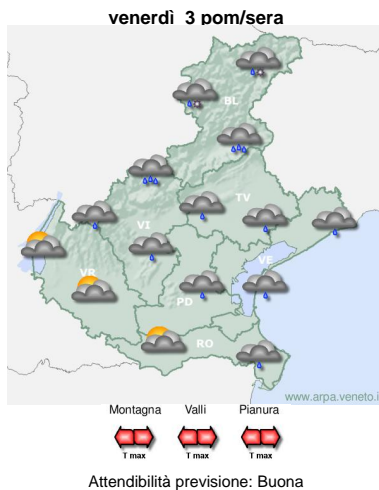 venerdì 3 pom/sera
BL
TV
VI
VE
VR
PD
RO
www.arpa.veneto.it
Montagna Valli Pianura
T max T max T max
Attendibilità previsione: Buona